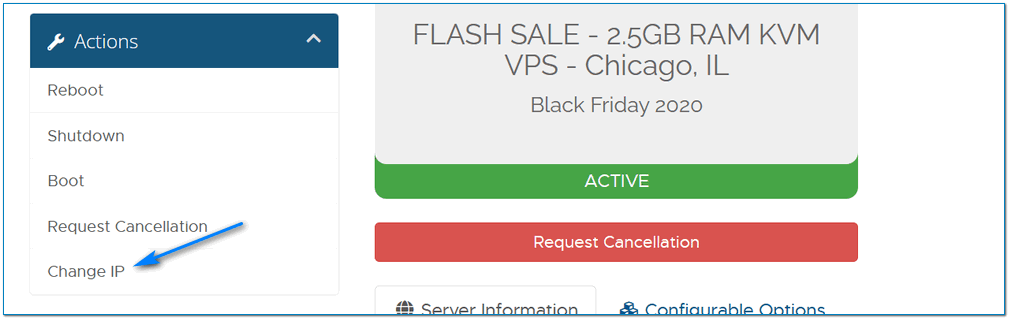 Actions
Reboot
Shutdown
Boot
Request Cancellation
Change IP
FLASH SALE - 2.5GB RAM KVM
VPS - Chicago, IL
Black Friday 2020
ACTIVE
Request Cancellation
Server Information
Configurable Options